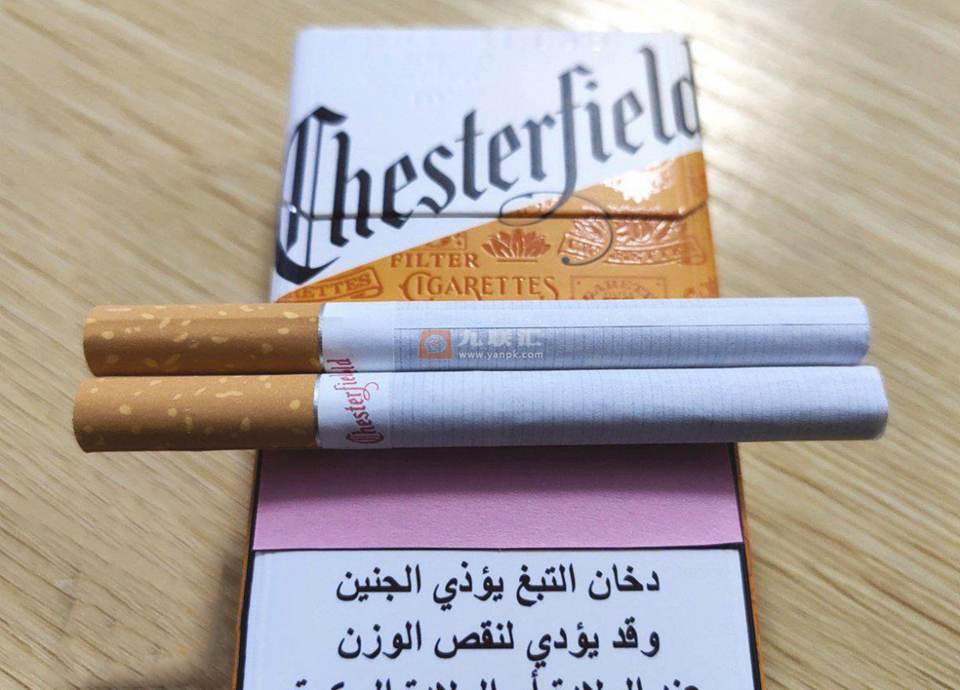 Chesterfield
FILTER
CIGARETTES
九联汇
www.yanpk.com
Chesterfield
دخان التبغ يؤذي الجنين
وقد يؤدي لنقص الوزن